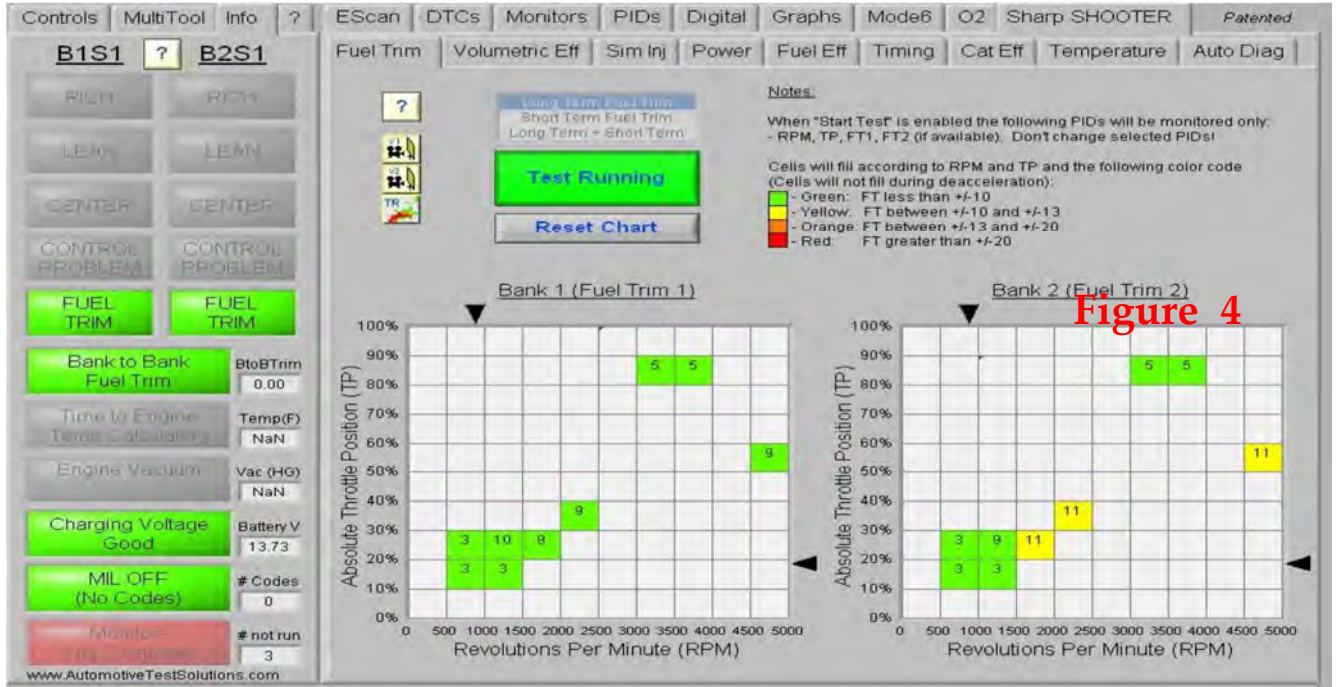 Controls MultiTool Info ?
B1S1 ? B2S1
RICH RICH
LEAN LEAN
CENTER CENTER
CONTROL PROBLEM CONTROL PROBLEM
FUEL TRIM FUEL TRIM
Bank to Bank Fuel Trim
BtoBTrim
0.00
Time to Engine
Temp Calculation
Temp(F)
NaN
Engine Vacuum
Vac (HG)
NaN
Charging Voltage
Good
Battery V
13.73
MIL OFF
(No Codes)
# Codes
0
# not run
3
www.AutomotiveTestSolutions.com
EScan DTCs Monitors PIDs Digital Graphs Mode6 O2 Sharp SHOOTER Patented
Fuel Trim Volumetric Eff Sim Inj Power Fuel Eff Timing Cat Eff Temperature Auto Diag
?
V1
V2
TR
Long Term Fuel Trim
Short Term Fuel Trim
Long Term + Short Term
Test Running
Reset Chart
Notes:
When "Start Test" is enabled the following PIDs will be monitored only:
- RPM, TP, FT1, FT2 (if available). Don't change selected PIDs!
Cells will fill according to RPM and TP and the following color code
(Cells will not fill during deacceleration):
- Green: FT less than +/-10
- Yellow: FT between +/-10 and +/-13
- Orange: FT between +/-13 and +/-20
- Red: FT greater than +/-20
Bank 1 (Fuel Trim 1)
Absolute Throttle Position (TP)
100%
90%
5 5
80%
70%
60%
9
50%
40%
9
30%
3 10 9
20%
3 3
10%
0%
0 500 1000 1500 2000 2500 3000 3500 4000 4500 5000
Revolutions Per Minute (RPM)
Bank 2 (Fuel Trim 2)
Figure 4
Absolute Throttle Position (TP)
100%
90%
5 5
80%
70%
60%
11
50%
40%
11
30%
3 9 11
20%
3 3
10%
0%
0 500 1000 1500 2000 2500 3000 3500 4000 4500 5000
Revolutions Per Minute (RPM)